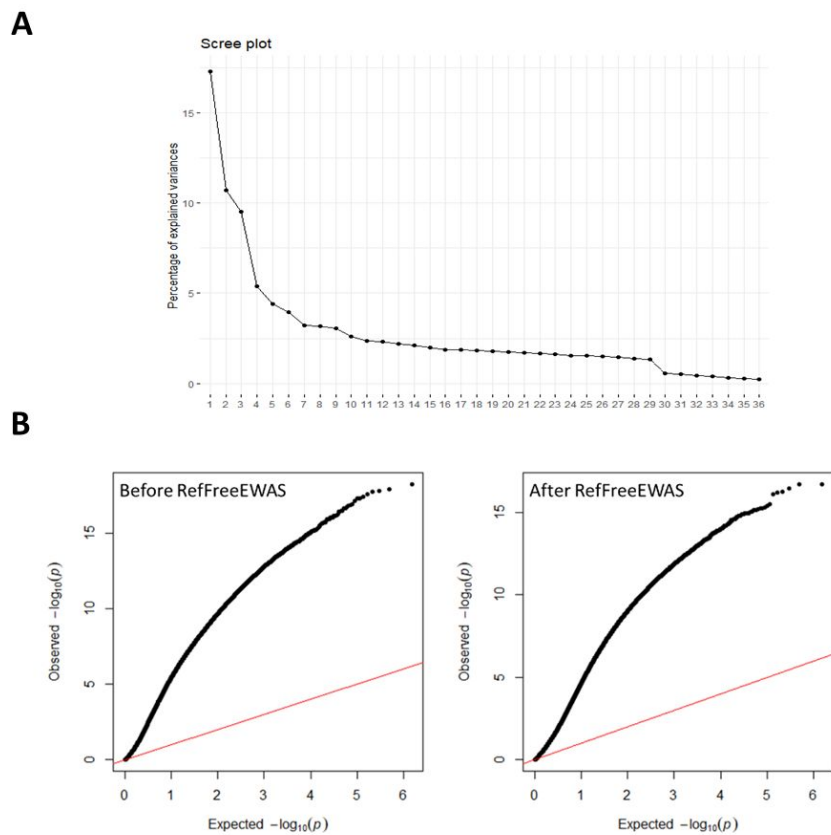 A
Scree plot
Percentage of explained variances
15
10
5
0
1 2 3 4 5 6 7 8 9 10 11 12 13 14 15 16 17 18 19 20 21 22 23 24 25 26 27 28 29 30 31 32 33 34 35 36
B
Before RefFreeEWAS
Observed −log10(p)
15
10
5
0
0 1 2 3 4 5 6
Expected −log10(p)
After RefFreeEWAS
Observed −log10(p)
15
10
5
0
0 1 2 3 4 5 6
Expected −log10(p)